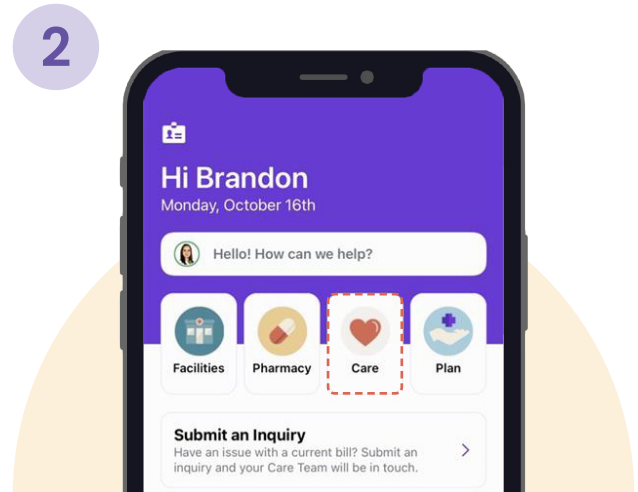 2
Hi Brandon
Monday, October 16th
Hello! How can we help?
Facilities Pharmacy Care Plan
Submit an Inquiry
Have an issue with a current bill? Submit an
inquiry and your Care Team will be in touch.